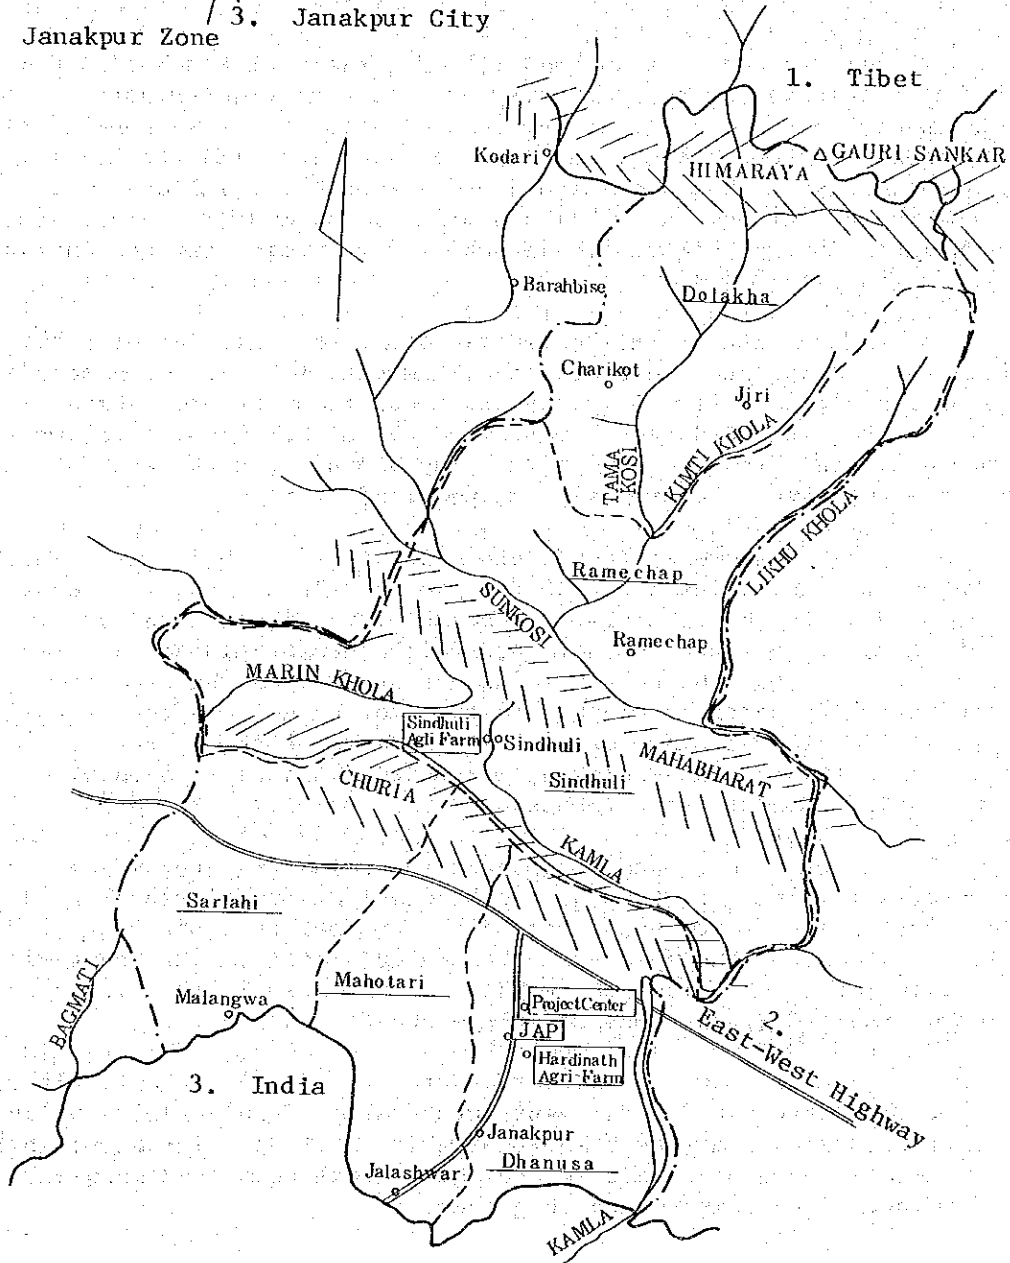 3. Janakpur City
Janakpur Zone
1. Tibet
Kodari
GAURI SANKAR
HIMARAYA
Barahbise
Dolakha
Charikot
Jiri
TAMA
KOSI
KIMTI KHOLA
LIKHU KHOLA
Ramechap
SUNKOSI
Ramechap
MARIN KHOLA
Sindhuli
Agli Farm
Sindhuli
MAHABHARAT
Sindhuli
CHURIA
KAMLA
Sarlahi
BAGMATI
Mahotari
Malangwa
Project Center
2.
East-West Highway
JAP
Hardinath
Agri-Farm
3. India
Janakpur
Dhanusa
Jalashwar
KAMLA